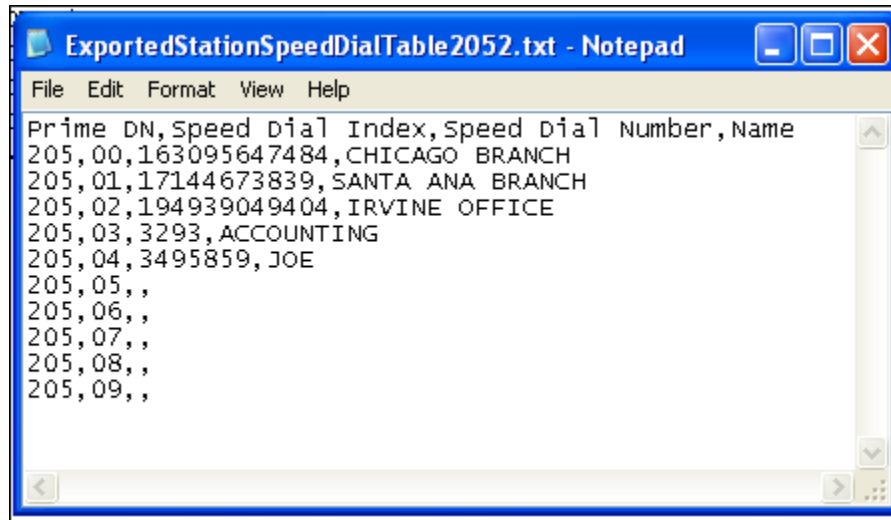 ExportedStationSpeedDialTable2052.txt - Notepad
File Edit Format View Help
Prime DN,Speed Dial Index,Speed Dial Number,Name
205,00,163095647484,CHICAGO BRANCH
205,01,17144673839,SANTA ANA BRANCH
205,02,194939049404,IRVINE OFFICE
205,03,3293,ACCOUNTING
205,04,3495859,JOE
205,05,,
205,06,,
205,07,,
205,08,,
205,09,,